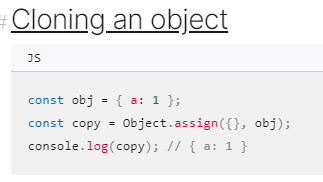 #Cloning an object
JS
const obj = { a: 1 };
const copy = Object.assign({}, obj);
console.log(copy); // { a: 1 }